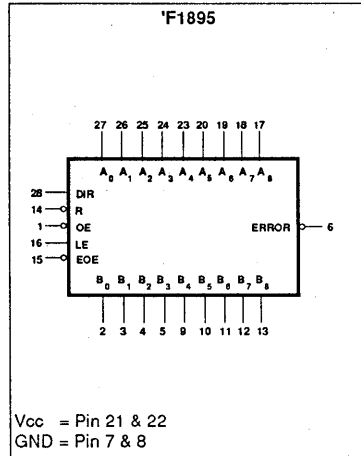 'F1895
27 26 25 24 23 20 19 18 17
A0 A1 A2 A3 A4 A5 A6 A7 A8
28 DIR
14 R
1 OE
ERROR 6
16 LE
15 EOE
B0 B1 B2 B3 B4 B5 B6 B7 B8
2 3 4 5 9 10 11 12 13
Vcc = Pin 21 & 22
GND = Pin 7 & 8